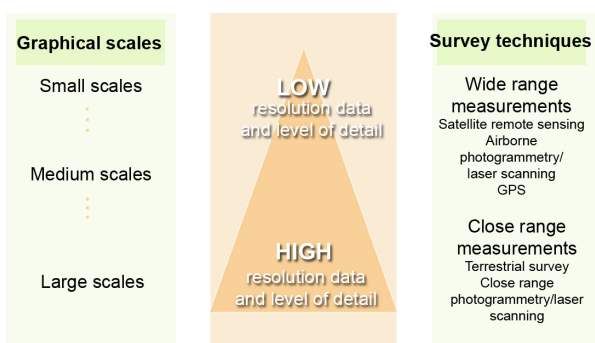 Graphical scales
Small scales
Medium scales
Large scales
LOW
resolution data
and level of detail
HIGH
resolution data
and level of detail
Survey techniques
Wide range
measurements
Satellite remote sensing
Airborne
photogrammetry/
laser scanning
GPS
Close range
measurements
Terrestrial survey
Close range
photogrammetry/laser
scanning